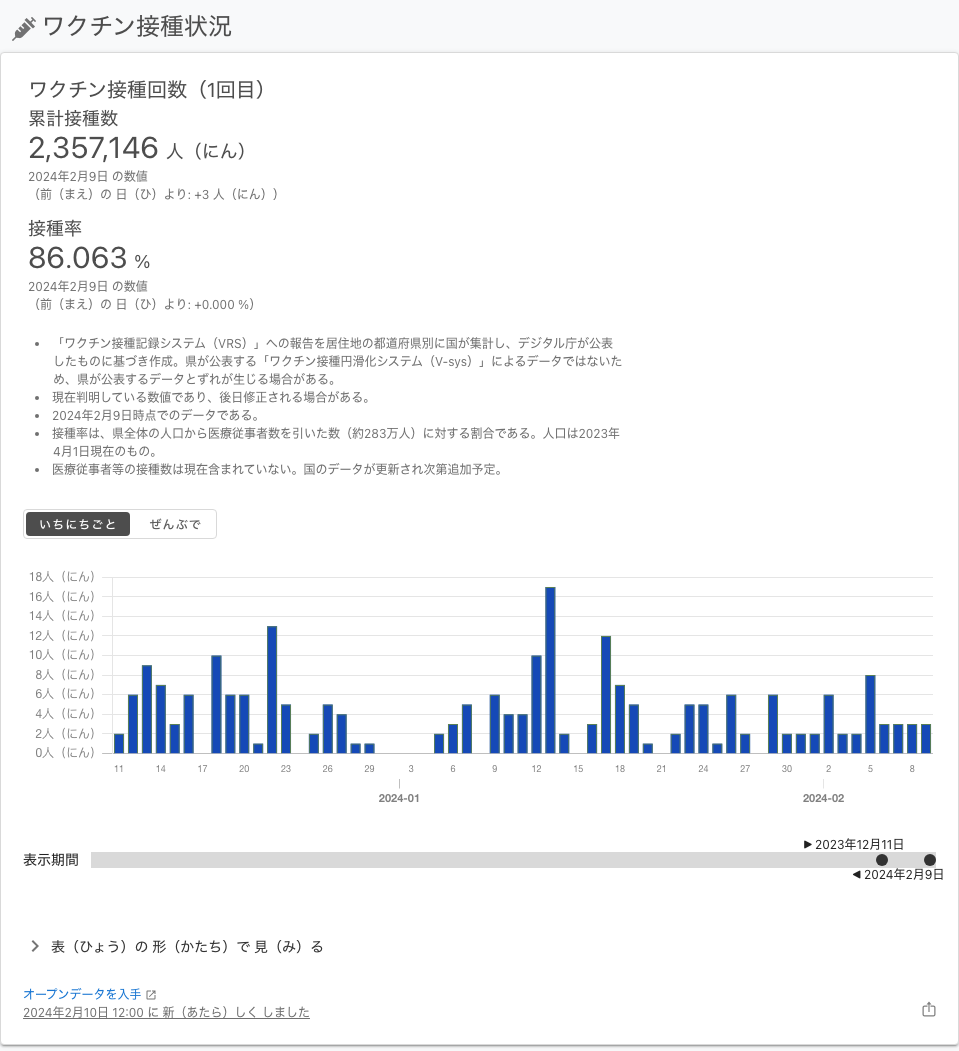 ワクチン接種状況
ワクチン接種回数（1回目）
累計接種数
2,357,146 人（にん）
2024年2月9日 の数値
（前（まえ）の 日（ひ）より: +3 人（にん））
接種率
86.063 %
2024年2月9日 の数値
（前（まえ）の 日（ひ）より: +0.000 %）
• 「ワクチン接種記録システム（VRS）」への報告を居住地の都道府県別に国が集計し、デジタル庁が公表
したものに基づき作成。県が公表する「ワクチン接種円滑化システム（V-sys）」によるデータではないた
め、県が公表するデータとずれが生じる場合がある。
• 現在判明している数値であり、後日修正される場合がある。
• 2024年2月9日時点でのデータである。
• 接種率は、県全体の人口から医療従事者数を引いた数（約283万人）に対する割合である。人口は2023年
4月1日現在のもの。
• 医療従事者等の接種数は現在含まれていない。国のデータが更新され次第追加予定。
いちにちごと ぜんぶで
18人（にん）
16人（にん）
14人（にん）
12人（にん）
10人（にん）
8人（にん）
6人（にん）
4人（にん）
2人（にん）
0人（にん）
11 14 17 20 23 26 29 3 6 9 12 15 18 21 24 27 30 2 5 8
2024-01 2024-02
▶ 2023年12月11日
表示期間
◀ 2024年2月9日
表（ひょう）の 形（かたち）で 見（み）る
オープンデータを入手
2024年2月10日 12:00 に 新（あたら）しく しました